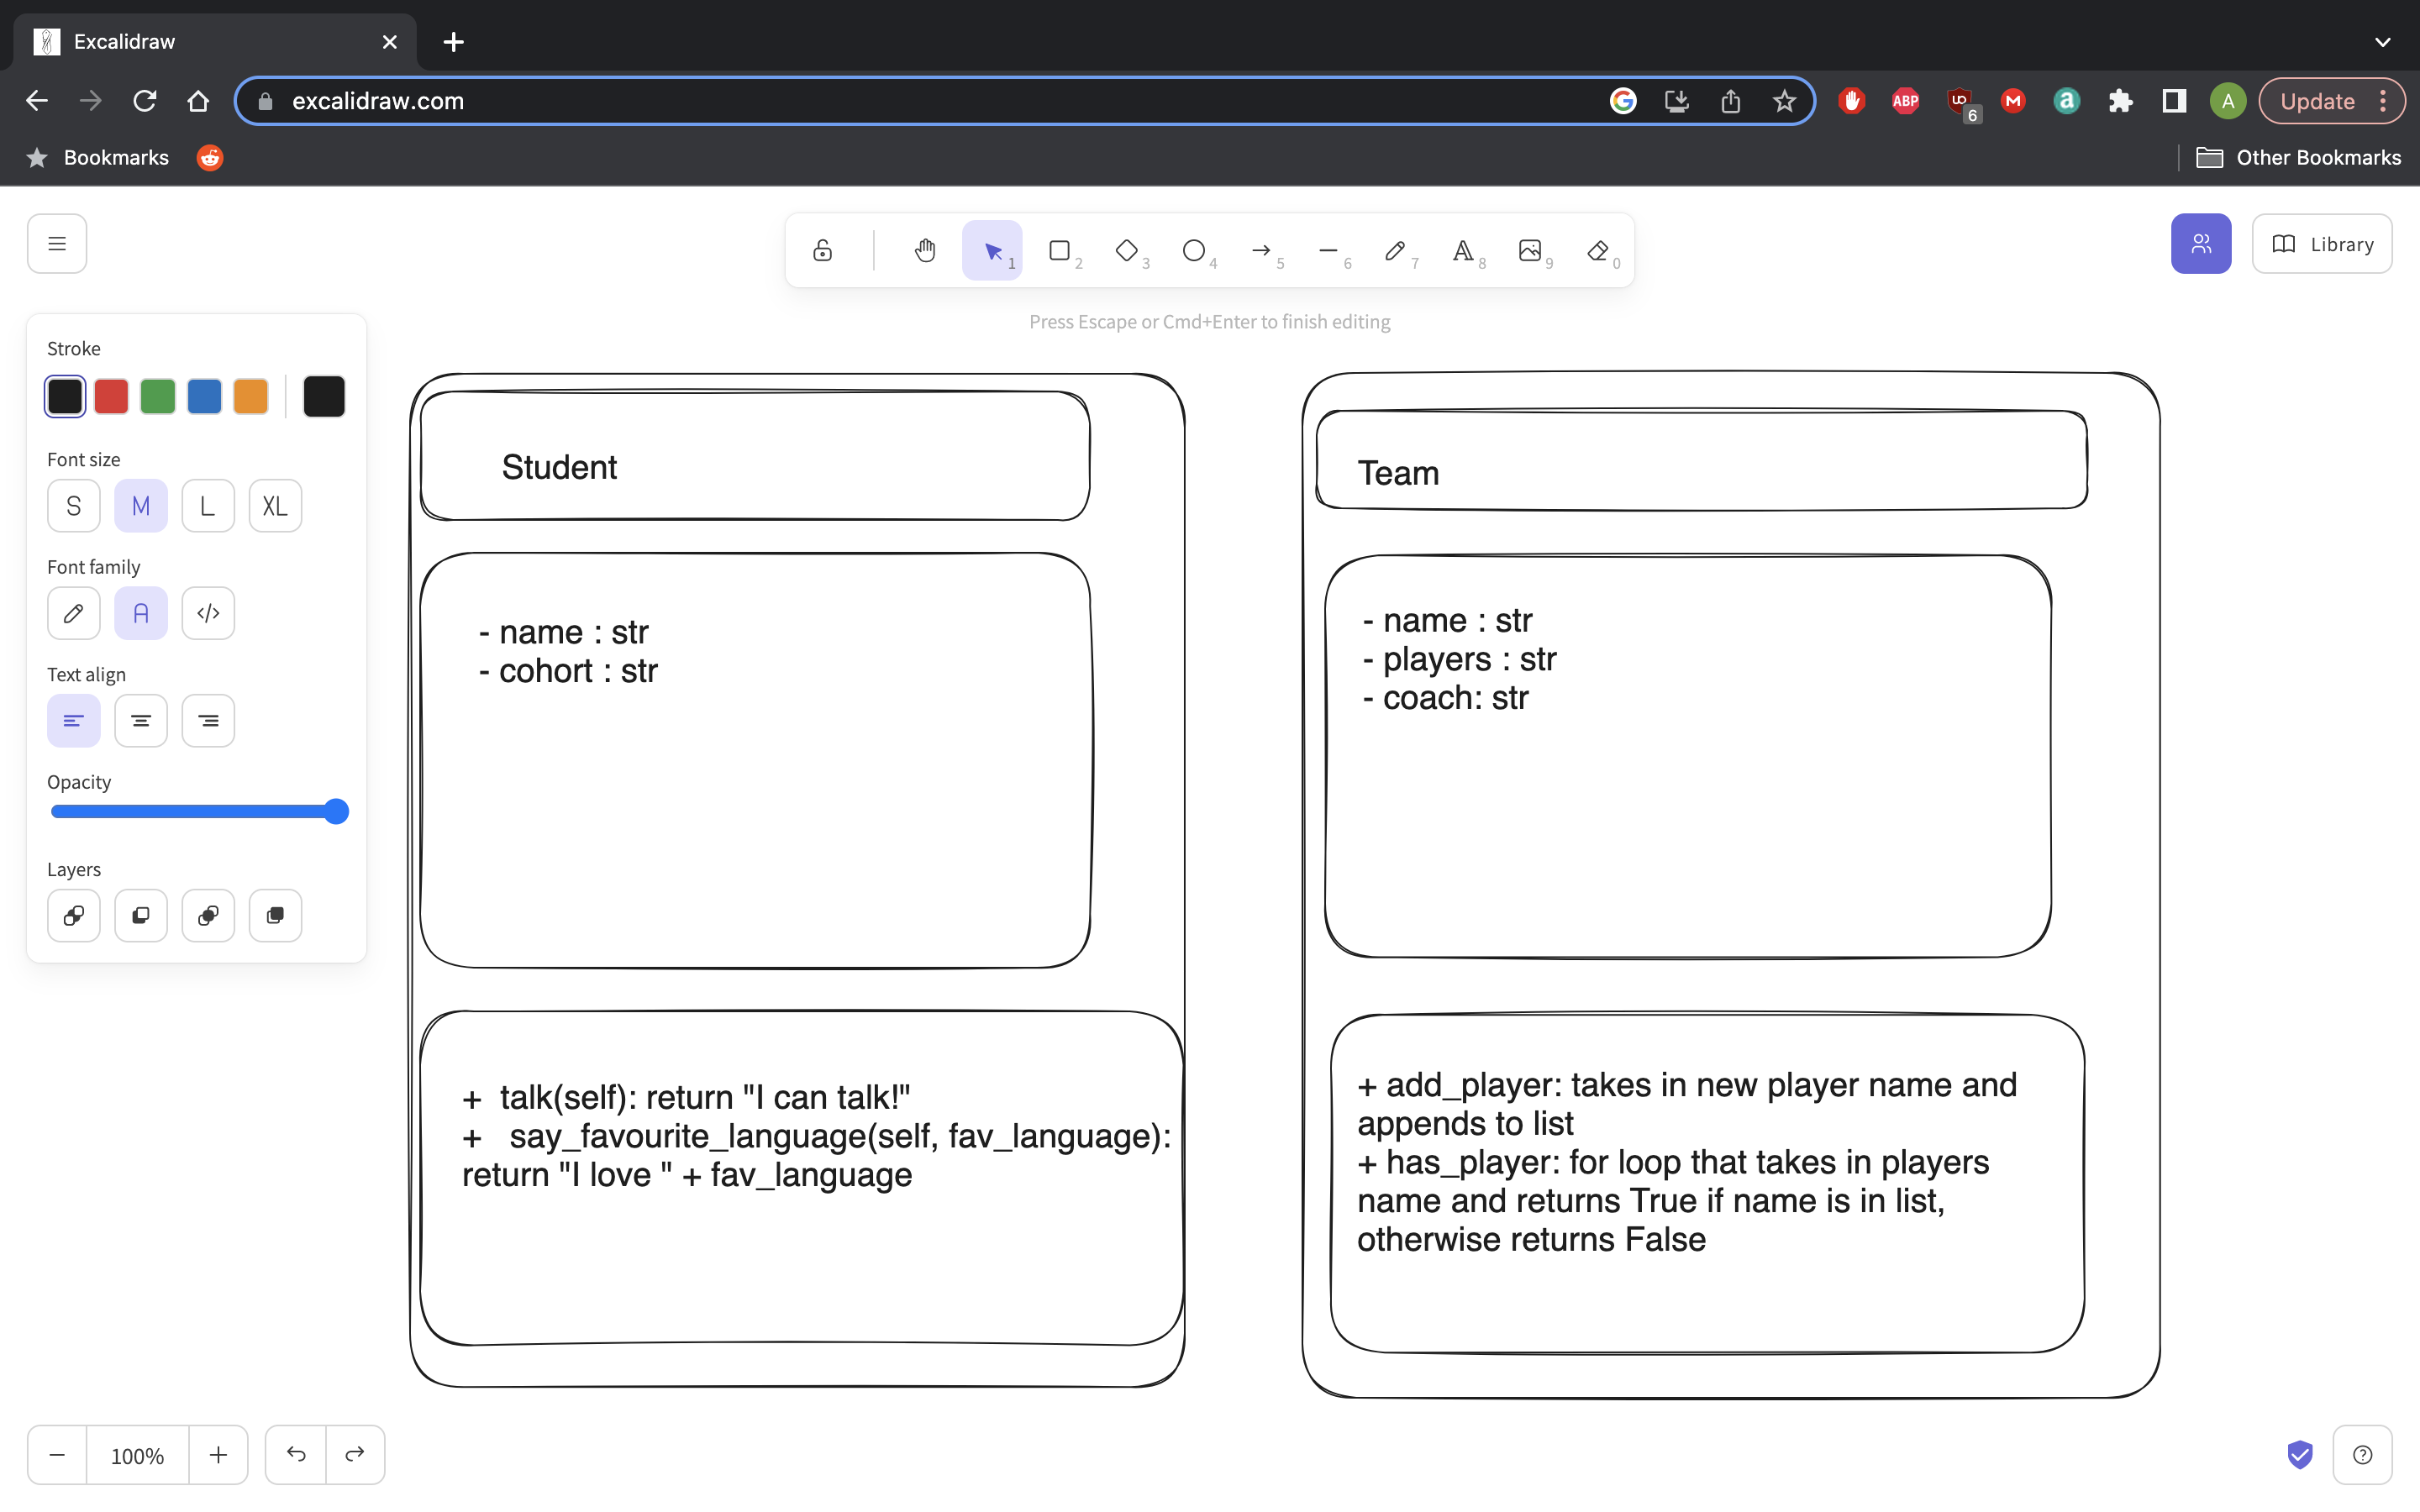 Excalidraw
excalidraw.com
ABP
UO
6
M
a
A
Update
Bookmarks
Other Bookmarks
1
2
3
4
5
6
7
A 8
9
0
Library
Press Escape or Cmd+Enter to finish editing
Stroke
Font size
S M L XL
Font family
A </>
Text align
Opacity
Layers
Student
- name : str
- cohort : str
+ talk(self): return "I can talk!"
+ say_favourite_language(self, fav_language):
return "I love " + fav_language
Team
- name : str
- players : str
- coach: str
+ add_player: takes in new player name and
appends to list
+ has_player: for loop that takes in players
name and returns True if name is in list,
otherwise returns False
100%